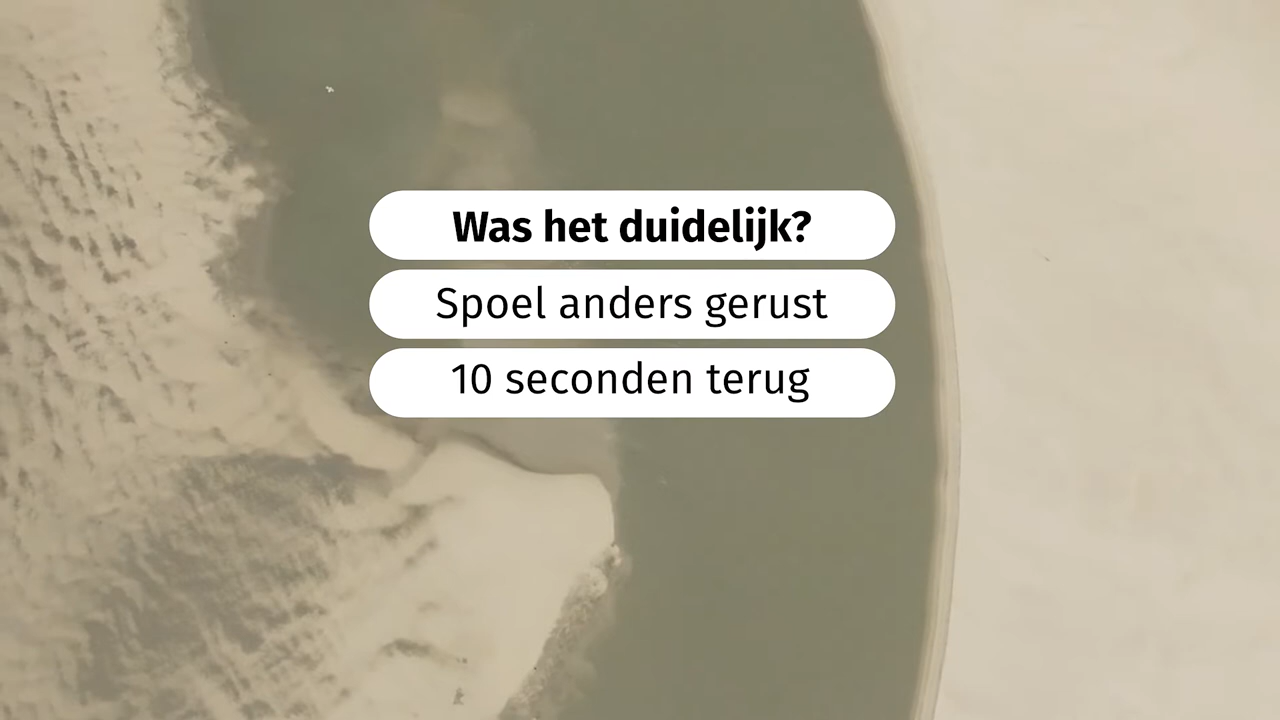 Was het duidelijk?
Spoel anders gerust
10 seconden terug